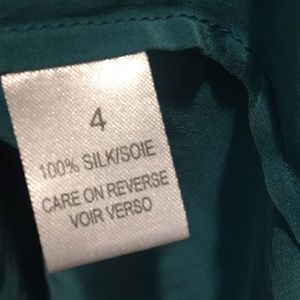 4
100% SILK/SOIE
CARE ON REVERSE
VOIR VERSO